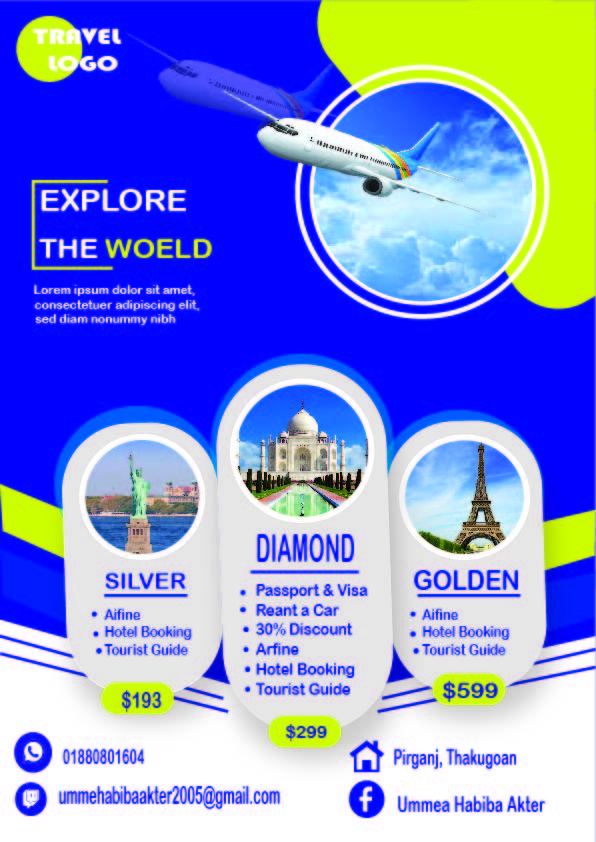 TRAVEL
LOGO
EXPLORE
THE WOELD
Lorem ipsum dolor sit amet,
consectetuer adipiscing elit,
sed diam nonummy nibh
SILVER
• Aifine
• Hotel Booking
• Tourist Guide
$193
DIAMOND
• Passport & Visa
• Reant a Car
• 30% Discount
• Arfine
• Hotel Booking
• Tourist Guide
$299
GOLDEN
• Aifine
• Hotel Booking
• Tourist Guide
$599
01880801604
ummehabibaakter2005@gmail.com
Pirganj, Thakugoan
Ummea Habiba Akter